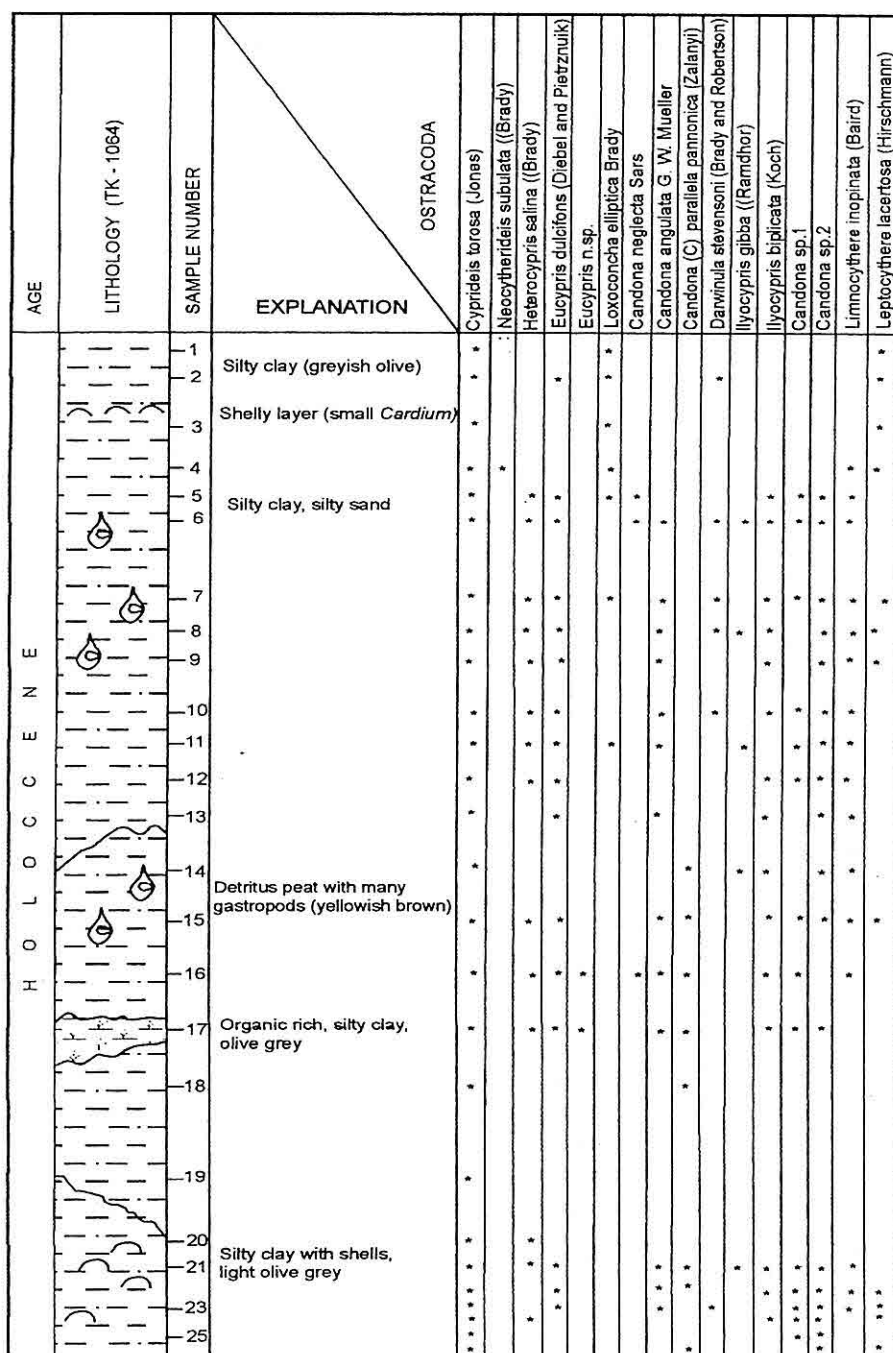 AGE
LITHOLOGY (TK - 1064)
SAMPLE NUMBER
OSTRACODA
EXPLANATION
Cyprideis torosa (Jones)
Neocytherideis subulata ((Brady)
Heterocypris salina ((Brady)
Eucypris dulcifons (Diebel and Pietrznuik)
Eucypris n.sp.
Loxoconcha elliptica Brady
Candona neglecta Sars
Candona angulata G. W. Mueller
Candona (C) parallela pannonica (Zalanyi)
Darwinula stevensoni (Brady and Robertson)
Ilyocypris gibba ((Ramdhor)
Ilyocypris biplicata (Koch)
Candona sp.1
Candona sp.2
Limnocythere inopinata (Baird)
Leptocythere lacertosa (Hirschmann)
HOLOCCENE
1
Silty clay (greyish olive)
2
Shelly layer (small Cardium)
3
4
5
Silty clay, silty sand
6
7
8
9
10
11
12
13
14
Detritus peat with many
gastropods (yellowish brown)
15
16
17
Organic rich, silty clay,
olive grey
18
19
20
Silty clay with shells,
21
light olive grey
23
25